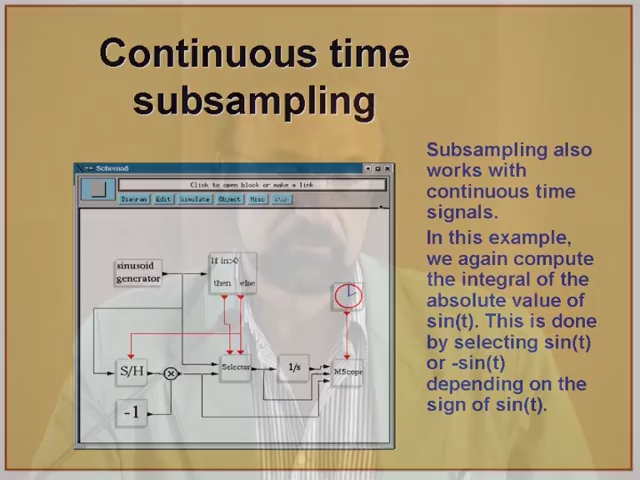 Continuous time
subsampling
Subsampling also
works with
continuous time
signals.
In this example,
we again compute
the integral of the
absolute value of
sin(t). This is done
by selecting sin(t)
or -sin(t)
depending on the
sign of sin(t).
Click to open block or make a link
Diagram Edit Simulate Object Misc
sinusoid
generator
If in>0
then else
S/H
Selector
1/s
MScope
-1